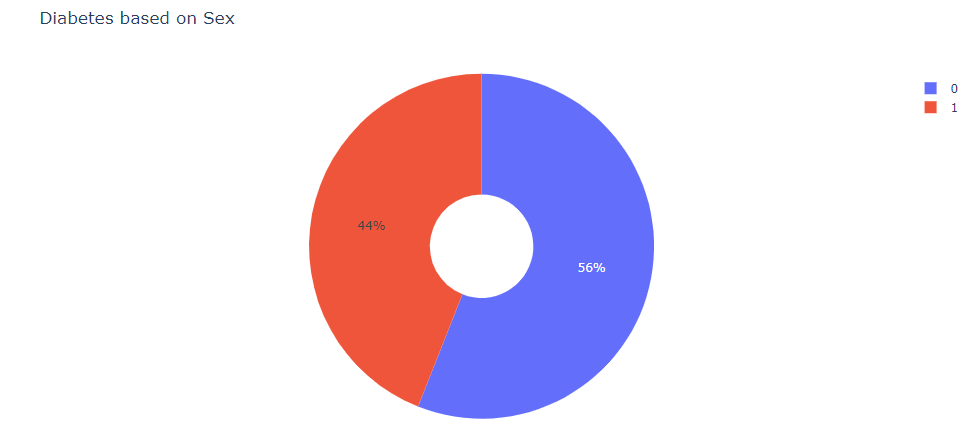 Diabetes based on Sex
0
1
44%
56%